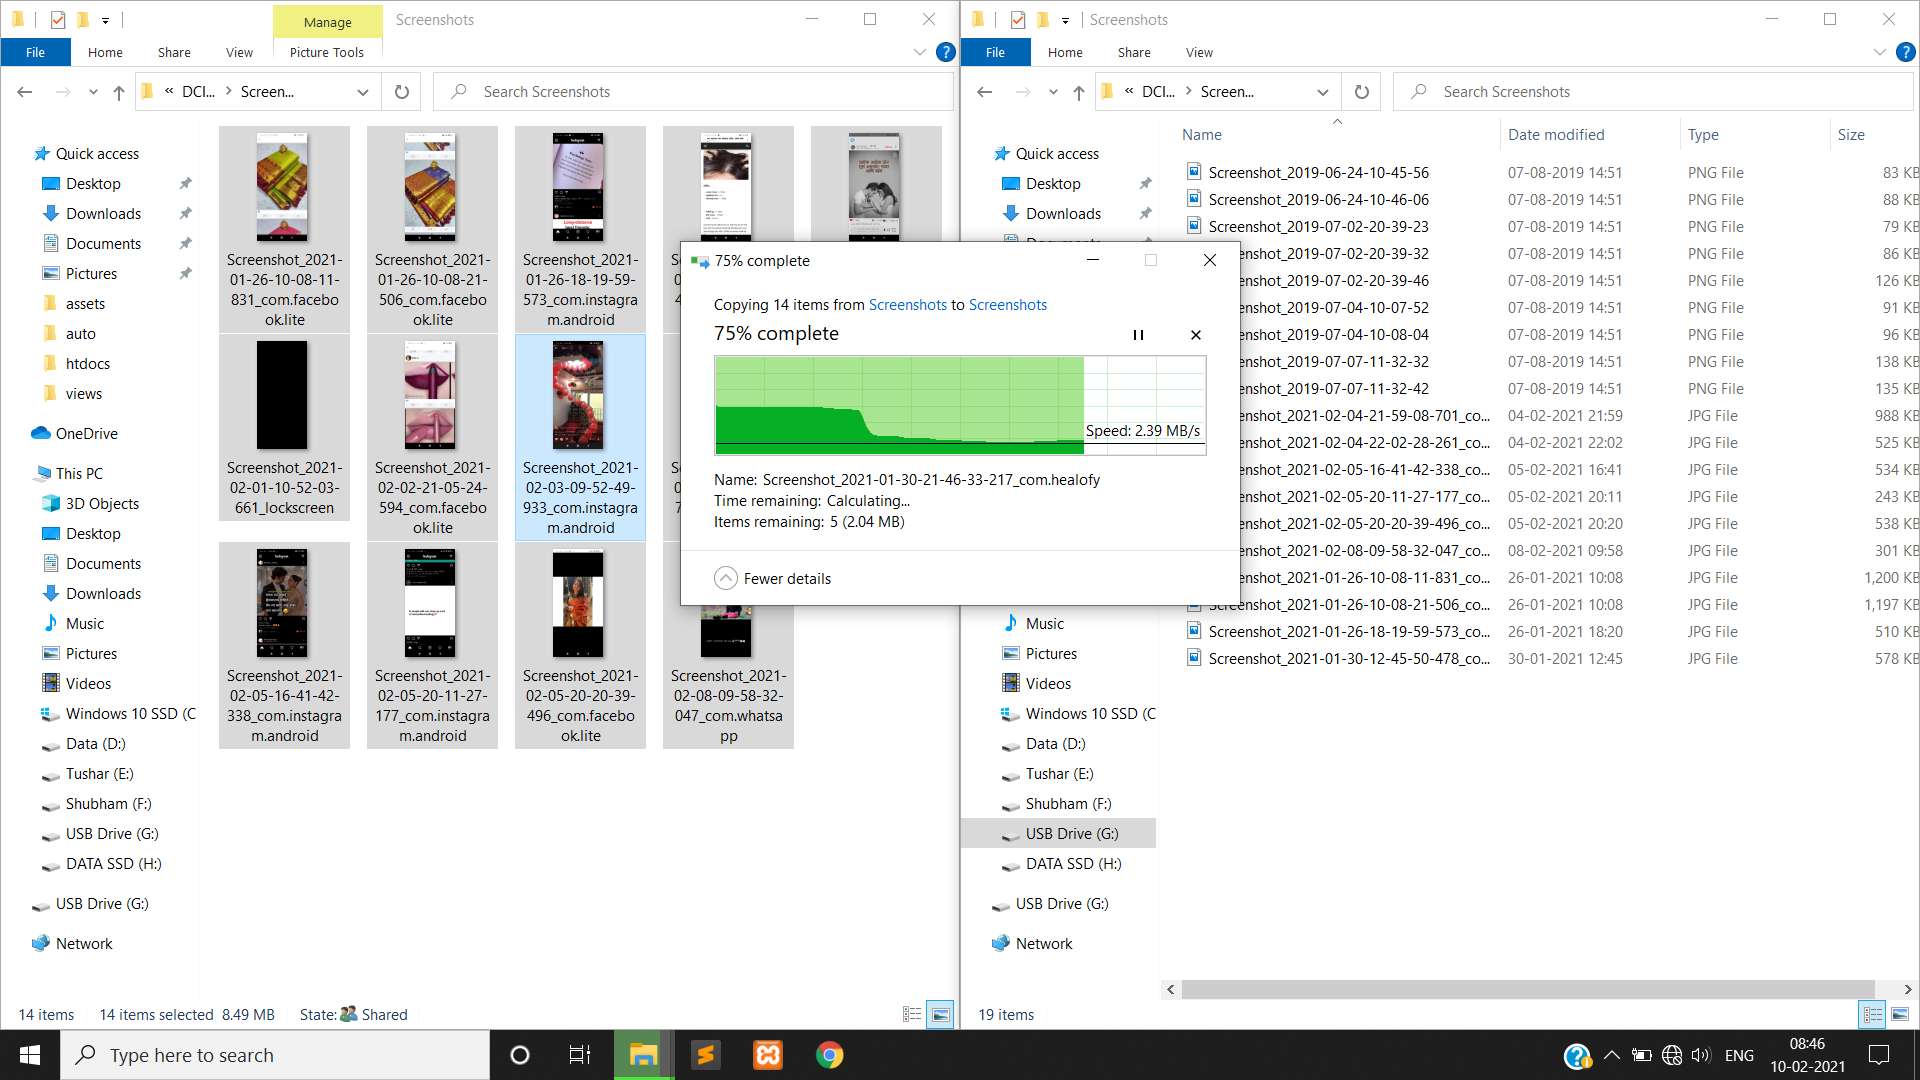 Manage
Screenshots
File
Home
Share
View
Picture Tools
DCI...
Screen...
Search Screenshots
Quick access
Desktop
Downloads
Documents
Pictures
assets
auto
htdocs
views
OneDrive
This PC
3D Objects
Desktop
Documents
Downloads
Music
Pictures
Videos
Windows 10 SSD (C
Data (D:)
Tushar (E:)
Shubham (F:)
USB Drive (G:)
DATA SSD (H:)
USB Drive (G:)
Network
Screenshot_2021-
01-26-10-08-11-
831_com.facebo
ok.lite
Screenshot_2021-
01-26-10-08-21-
506_com.facebo
ok.lite
Screenshot_2021-
01-26-18-19-59-
573_com.instagra
m.android
Screenshot_2021-
02-01-10-52-03-
661_lockscreen
Screenshot_2021-
02-02-21-05-24-
594_com.facebo
ok.lite
Screenshot_2021-
02-03-09-52-49-
933_com.instagra
m.android
Screenshot_2021-
02-05-16-41-42-
338_com.instagra
m.android
Screenshot_2021-
02-05-20-11-27-
177_com.instagra
m.android
Screenshot_2021-
02-05-20-20-39-
496_com.facebo
ok.lite
Screenshot_2021-
02-08-09-58-32-
047_com.whatsa
pp
14 items 14 items selected 8.49 MB State: Shared
75% complete
Copying 14 items from Screenshots to Screenshots
75% complete
Speed: 2.39 MB/s
Name: Screenshot_2021-01-30-21-46-33-217_com.healofy
Time remaining: Calculating...
Items remaining: 5 (2.04 MB)
Fewer details
Screenshots
File
Home
Share
View
DCI...
Screen...
Search Screenshots
Quick access
Desktop
Downloads
Music
Pictures
Videos
Windows 10 SSD (C
Data (D:)
Tushar (E:)
Shubham (F:)
USB Drive (G:)
DATA SSD (H:)
USB Drive (G:)
Network
Name Date modified Type Size
Screenshot_2019-06-24-10-45-56 07-08-2019 14:51 PNG File 83 KB
Screenshot_2019-06-24-10-46-06 07-08-2019 14:51 PNG File 88 KB
Screenshot_2019-07-02-20-39-23 07-08-2019 14:51 PNG File 79 KB
enshot_2019-07-02-20-39-32 07-08-2019 14:51 PNG File 86 KB
enshot_2019-07-02-20-39-46 07-08-2019 14:51 PNG File 126 KB
enshot_2019-07-04-10-07-52 07-08-2019 14:51 PNG File 91 KB
enshot_2019-07-04-10-08-04 07-08-2019 14:51 PNG File 96 KB
enshot_2019-07-07-11-32-32 07-08-2019 14:51 PNG File 138 KB
enshot_2019-07-07-11-32-42 07-08-2019 14:51 PNG File 135 KB
enshot_2021-02-04-21-59-08-701_co... 04-02-2021 21:59 JPG File 988 KB
enshot_2021-02-04-22-02-28-261_co... 04-02-2021 22:02 JPG File 525 KB
enshot_2021-02-05-16-41-42-338_co... 05-02-2021 16:41 JPG File 534 KB
enshot_2021-02-05-20-11-27-177_co... 05-02-2021 20:11 JPG File 243 KB
enshot_2021-02-05-20-20-39-496_co... 05-02-2021 20:20 JPG File 538 KB
enshot_2021-02-08-09-58-32-047_co... 08-02-2021 09:58 JPG File 301 KB
enshot_2021-01-26-10-08-11-831_co... 26-01-2021 10:08 JPG File 1,200 KB
Screenshot_2021-01-26-10-08-21-506_co... 26-01-2021 10:08 JPG File 1,197 KB
Screenshot_2021-01-26-18-19-59-573_co... 26-01-2021 18:20 JPG File 510 KB
Screenshot_2021-01-30-12-45-50-478_co... 30-01-2021 12:45 JPG File 578 KB
19 items
Type here to search
ENG
08:46
10-02-2021